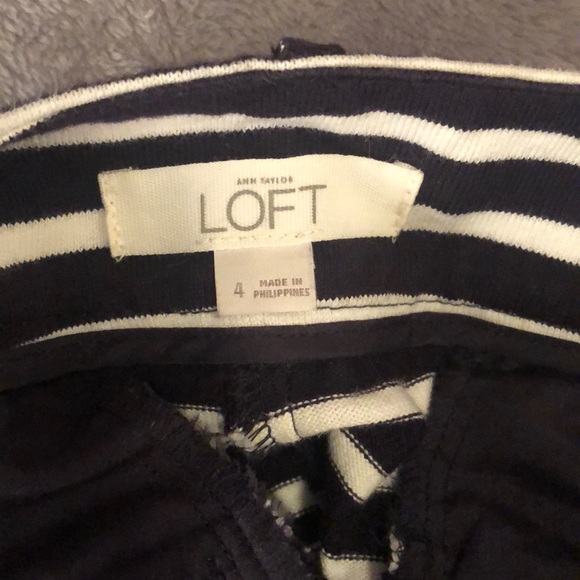 ANN TAYLOR
LOFT
4
MADE IN
PHILIPPINES